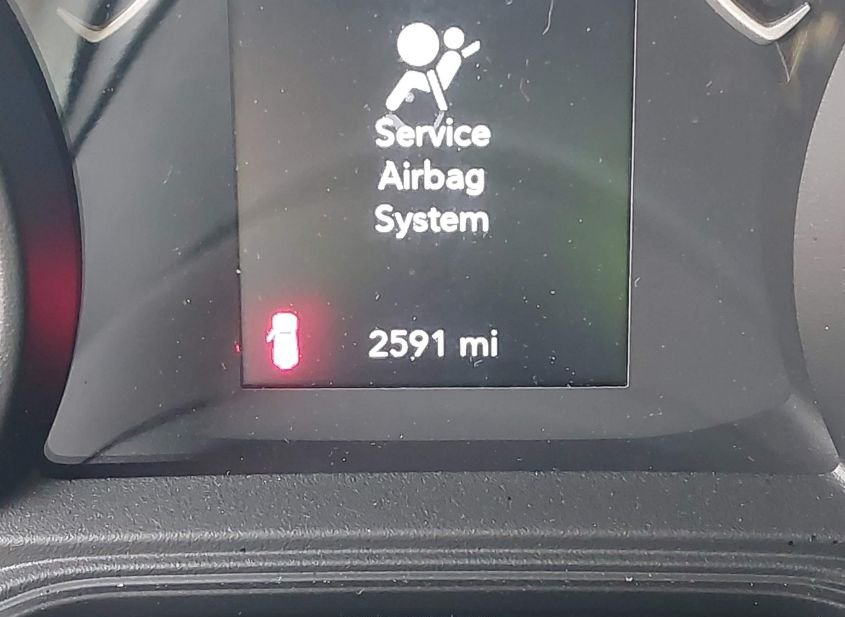 Service
Airbag
System
2591 mi